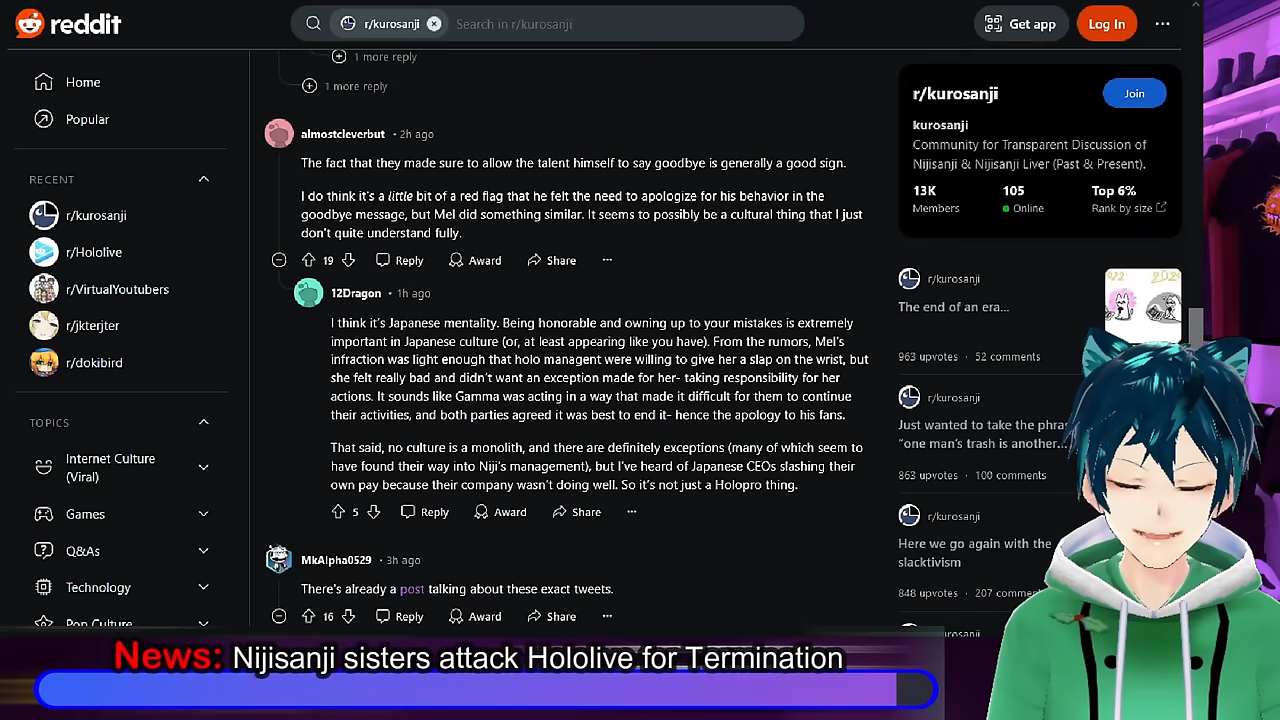 reddit
r/kurosanji
Search in r/kurosanji
Get app
Log In
Home
Popular
RECENT
r/kurosanji
r/Hololive
r/VirtualYoutubers
r/jkterjter
r/dokibird
TOPICS
Internet Culture
(Viral)
Games
Q&As
Technology
Pop Culture
1 more reply
1 more reply
almostcleverbut • 2h ago
The fact that they made sure to allow the talent himself to say goodbye is generally a good sign.
I do think it's a little bit of a red flag that he felt the need to apologize for his behavior in the
goodbye message, but Mel did something similar. It seems to possibly be a cultural thing that I just
don't quite understand fully.
19 Reply Award Share
12Dragon • 1h ago
I think it's Japanese mentality. Being honorable and owning up to your mistakes is extremely
important in Japanese culture (or, at least appearing like you have). From the rumors, Mel's
infraction was light enough that holo managent were willing to give her a slap on the wrist, but
she felt really bad and didn't want an exception made for her- taking responsibility for her
actions. It sounds like Gamma was acting in a way that made it difficult for them to continue
their activities, and both parties agreed it was best to end it- hence the apology to his fans.
That said, no culture is a monolith, and there are definitely exceptions (many of which seem to
have found their way into Niji's management), but I've heard of Japanese CEOs slashing their
own pay because their company wasn't doing well. So it's not just a Holopro thing.
5 Reply Award Share
MkAlpha0529 • 3h ago
There's already a post talking about these exact tweets.
16 Reply Award Share
r/kurosanji
Join
kurosanji
Community for Transparent Discussion of
Nijisanji & Nijisanji Liver (Past & Present).
13K 105 Top 6%
Members Online Rank by size
r/kurosanji
The end of an era...
963 upvotes · 52 comments
r/kurosanji
Just wanted to take the phra
"one man's trash is another...
863 upvotes · 100 comments
r/kurosanji
Here we go again with the
slacktivism
848 upvotes · 207 comme
News: Nijisanji sisters attack Hololive for Termination